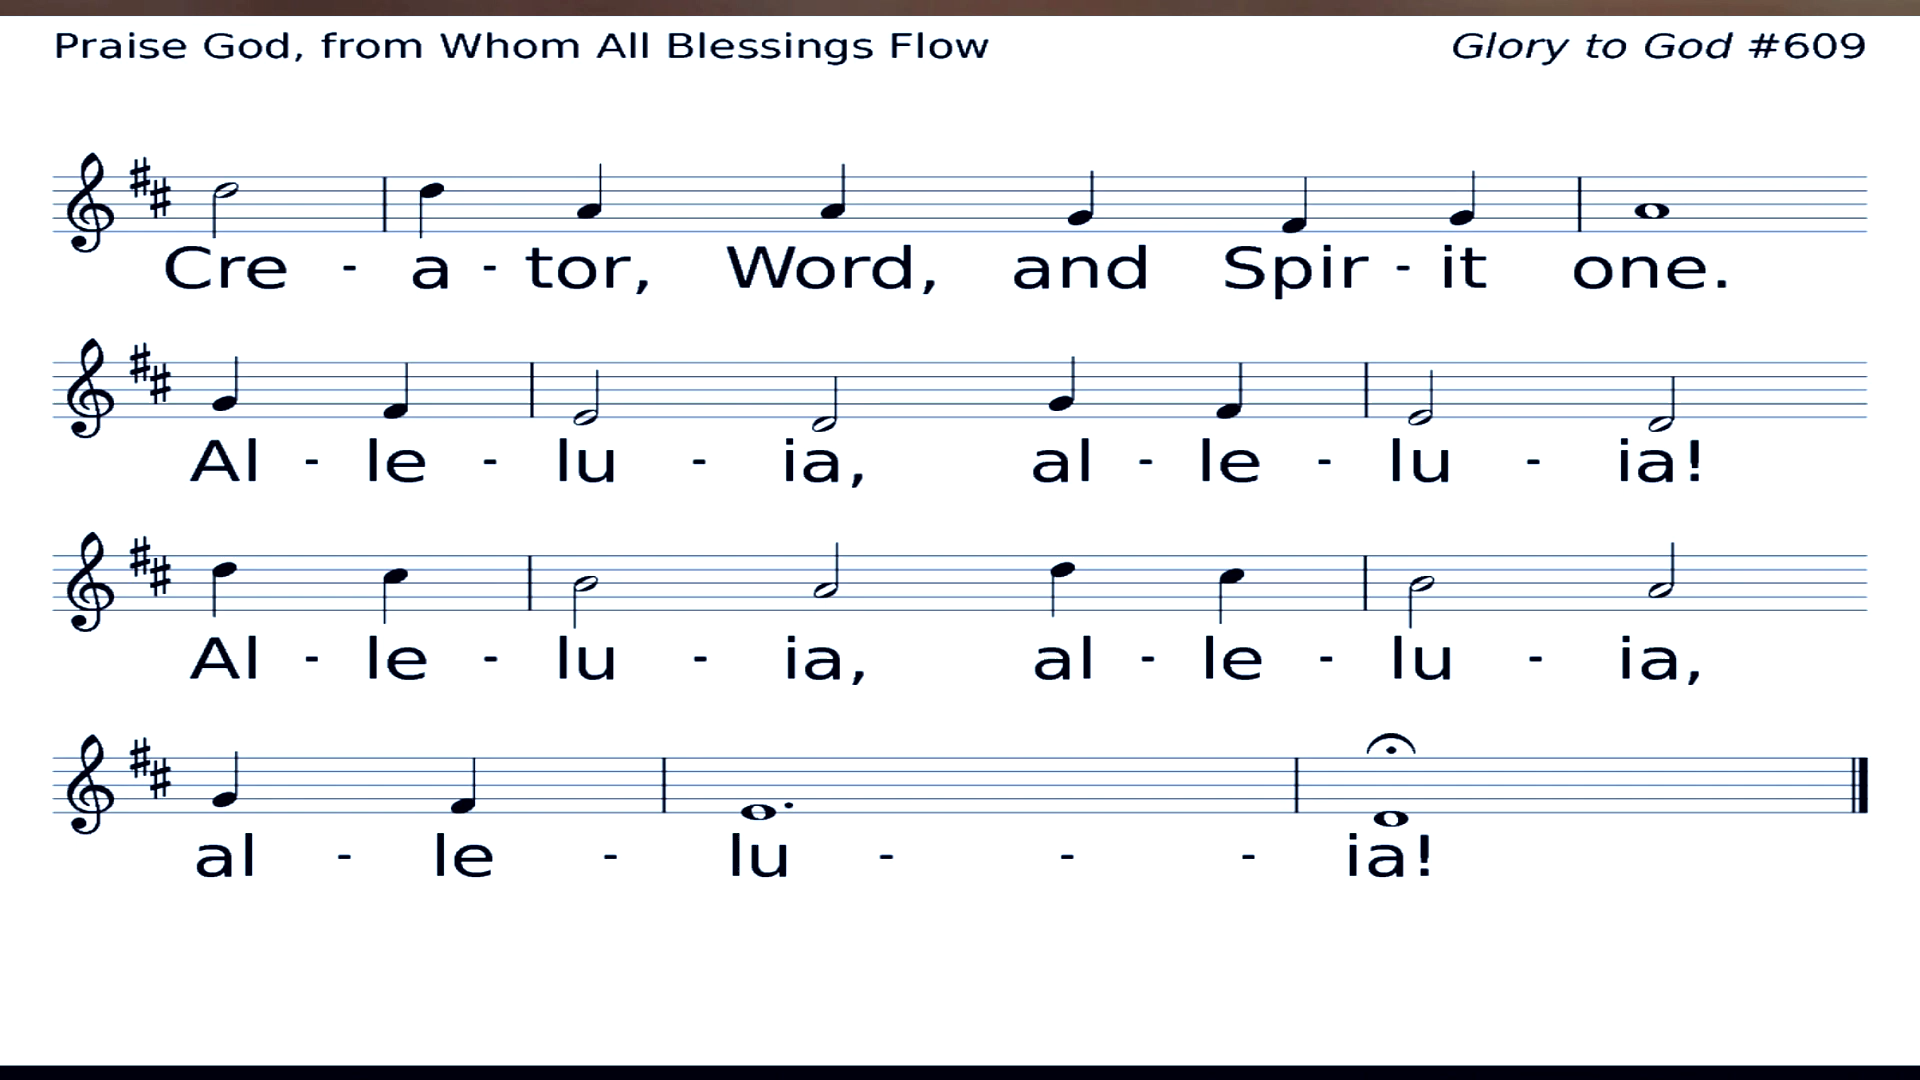 Praise God, from Whom All Blessings Flow Glory to God #609
Cre - a - tor, Word, and Spir - it one.
Al - le - lu - ia, al - le - lu - ia!
Al - le - lu - ia, al - le - lu - ia,
al - le - lu - - - ia!